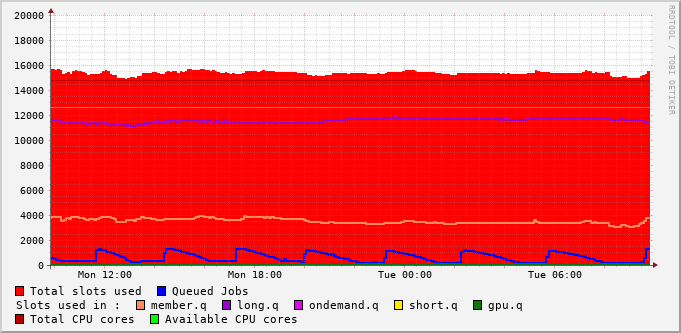 20000
18000
16000
14000
12000
10000
8000
6000
4000
2000
0
Mon 12:00 Mon 18:00 Tue 00:00 Tue 06:00
RRDTOOL / TOBI OETIKER
Total slots used Queued Jobs
Slots used in : member.q long.q ondemand.q short.q gpu.q
Total CPU cores Available CPU cores